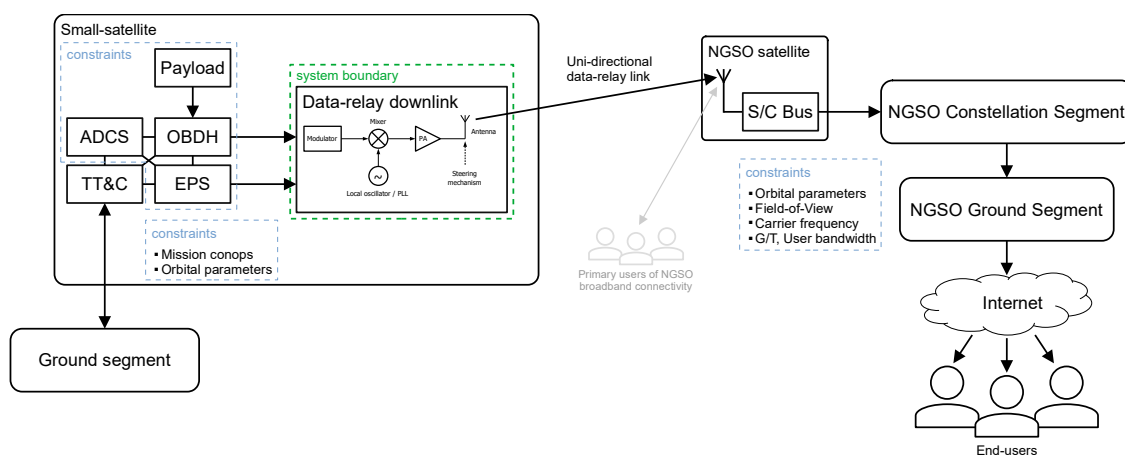 Small-satellite
constraints
Payload
ADCS
OBDH
TT&C
EPS
constraints
▪ Mission conops
▪ Orbital parameters
Ground segment
system boundary
Data-relay downlink
Modulator
Mixer
PA
Antenna
~
Local oscillator / PLL
Steering
mechanism
Uni-directional
data-relay link
NGSO satellite
S/C Bus
Primary users of NGSO
broadband connectivity
constraints
▪ Orbital parameters
▪ Field-of-View
▪ Carrier frequency
▪ G/T, User bandwidth
NGSO Constellation Segment
NGSO Ground Segment
Internet
End-users